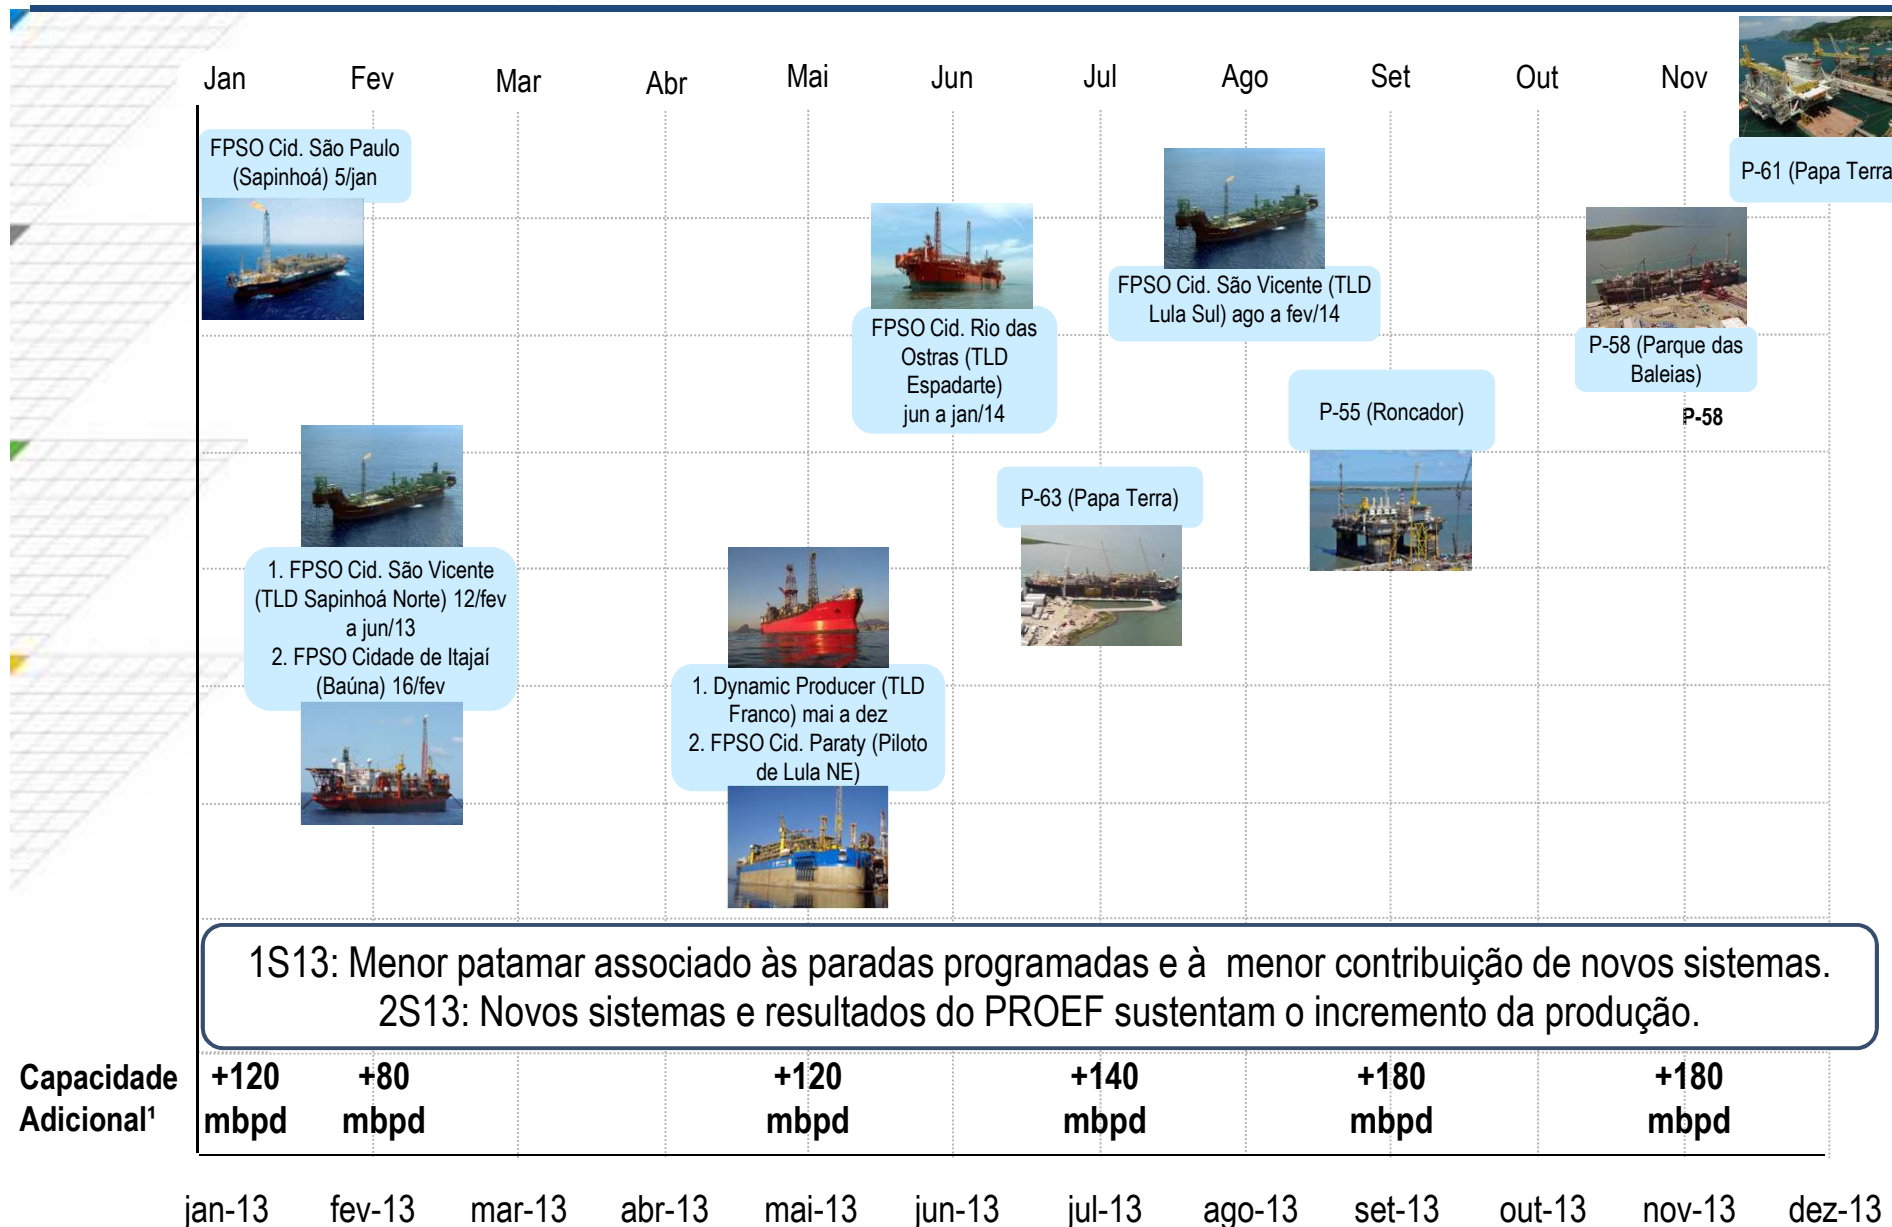 Jan Fev Mar Abr Mai Jun Jul Ago Set Out Nov
FPSO Cid. São Paulo
(Sapinhoá) 5/jan
1. FPSO Cid. São Vicente
(TLD Sapinhoá Norte) 12/fev
a jun/13
2. FPSO Cidade de Itajaí
(Baúna) 16/fev
1. Dynamic Producer (TLD
Franco) mai a dez
2. FPSO Cid. Paraty (Piloto
de Lula NE)
FPSO Cid. Rio das
Ostras (TLD
Espadarte)
jun a jan/14
P-63 (Papa Terra)
FPSO Cid. São Vicente (TLD
Lula Sul) ago a fev/14
P-55 (Roncador)
P-58 (Parque das
Baleias)
P-58
P-61 (Papa Terra
1S13: Menor patamar associado às paradas programadas e à menor contribuição de novos sistemas.
2S13: Novos sistemas e resultados do PROEF sustentam o incremento da produção.
Capacidade
Adicional¹
+120 +80 +120 +140 +180 +180
mbpd mbpd mbpd mbpd mbpd mbpd
jan-13 fev-13 mar-13 abr-13 mai-13 jun-13 jul-13 ago-13 set-13 out-13 nov-13 dez-13